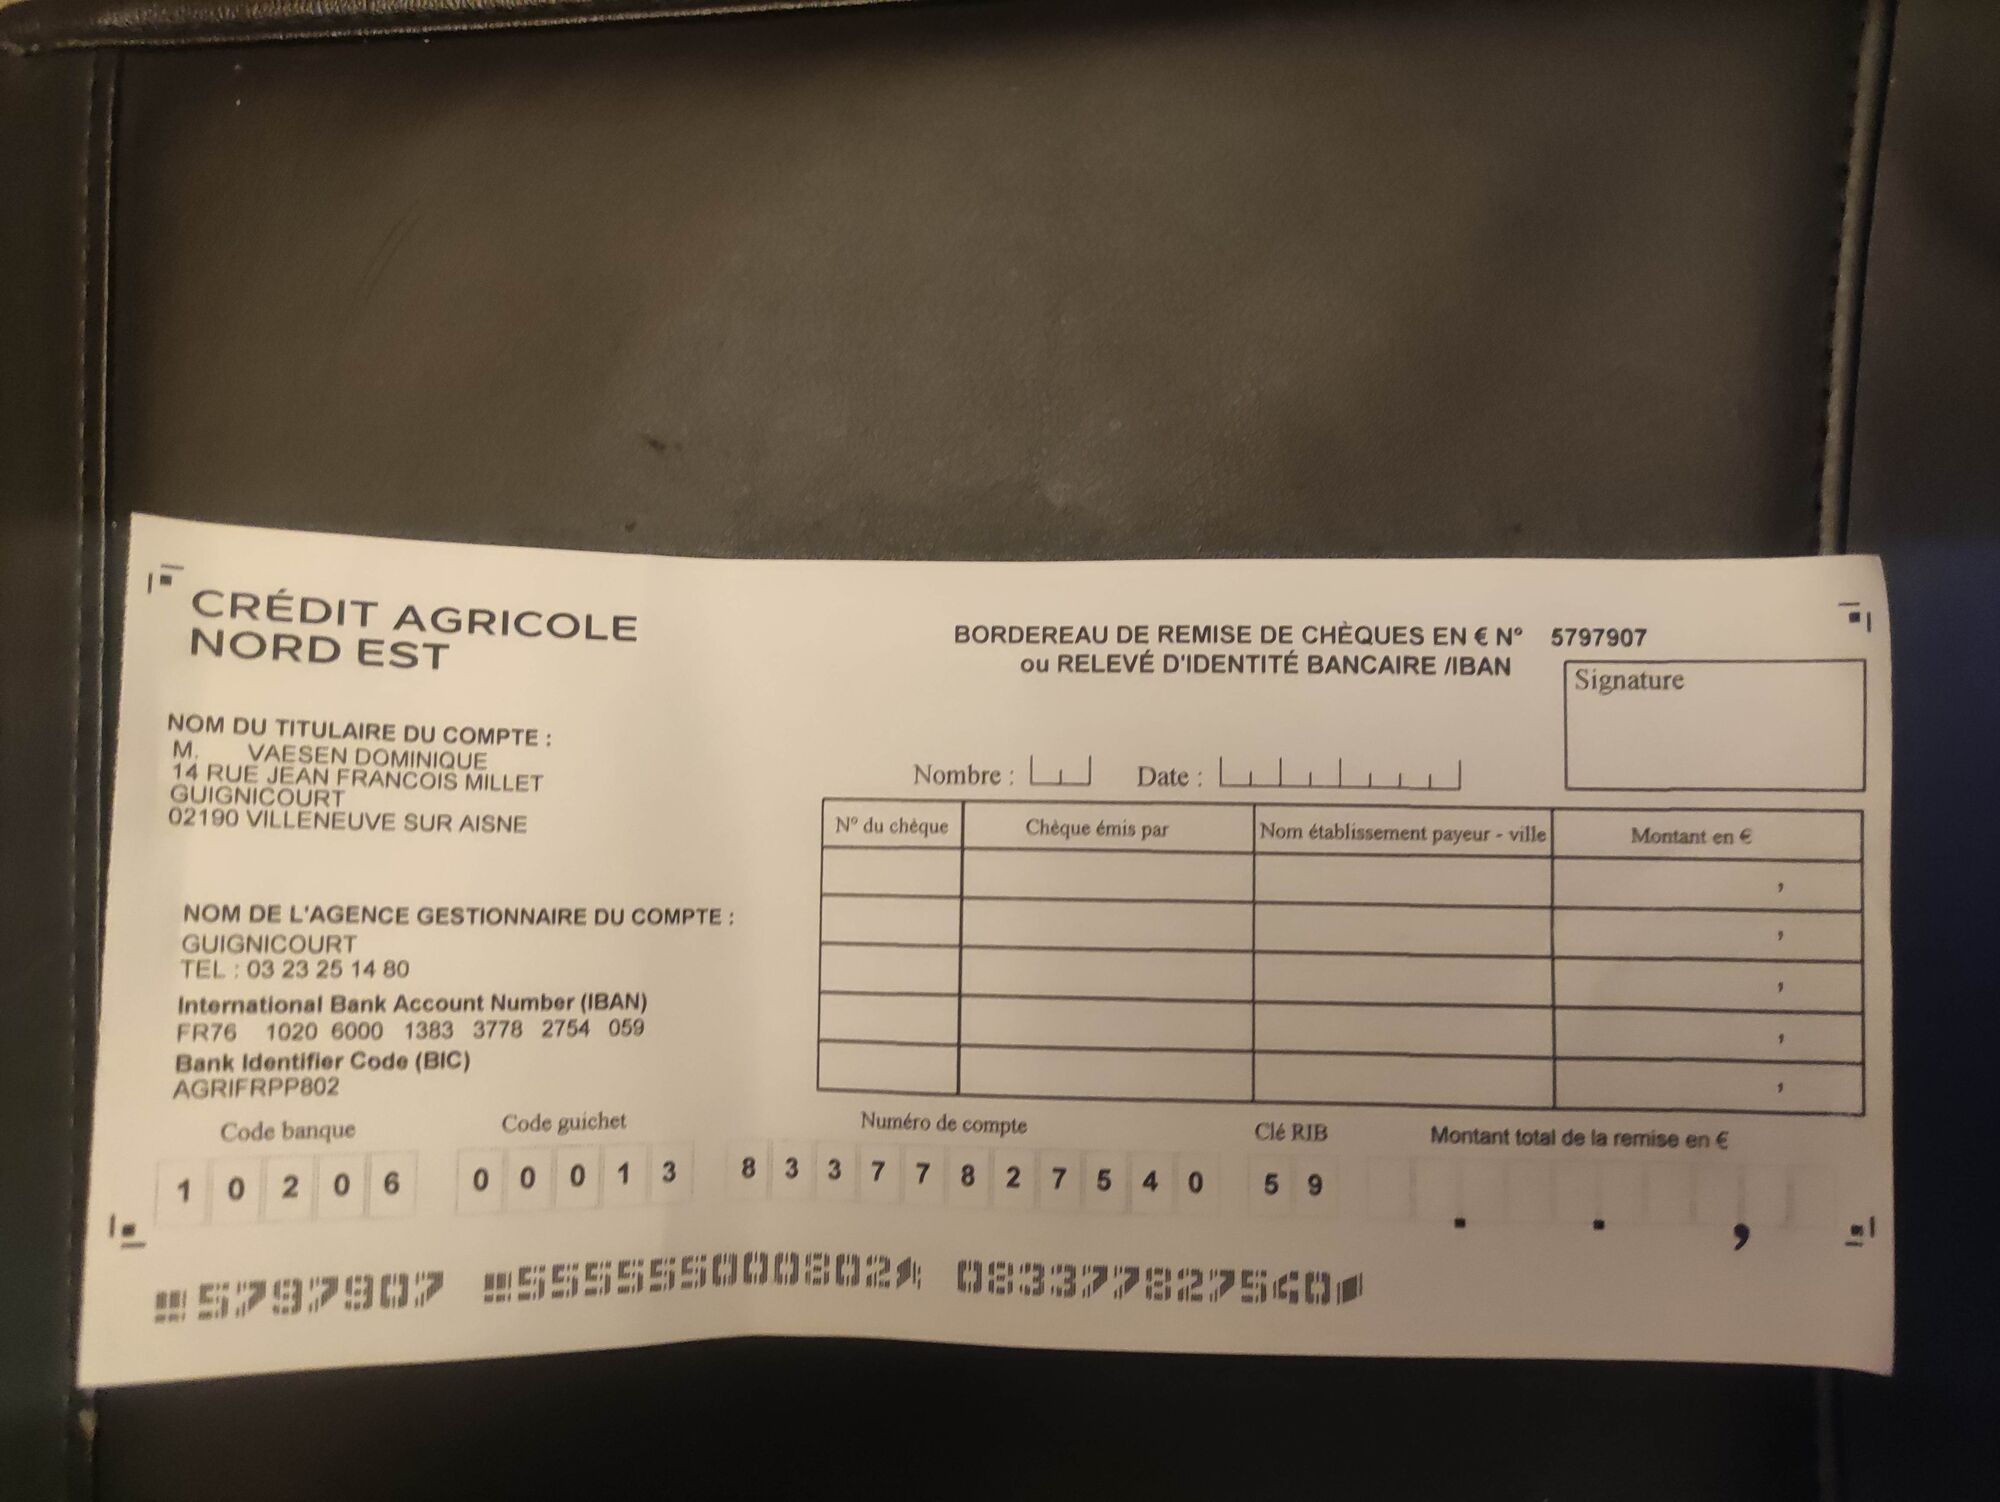 CRÉDIT AGRICOLE
NORD EST
BORDEREAU DE REMISE DE CHÈQUES EN € N° 5797907
ou RELEVÉ D'IDENTITÉ BANCAIRE /IBAN
Signature
NOM DU TITULAIRE DU COMPTE :
M. VAESEN DOMINIQUE
14 RUE JEAN FRANCOIS MILLET
GUIGNICOURT
02190 VILLENEUVE SUR AISNE
Nombre : Date :
N° du chèque Chèque émis par Nom établissement payeur - ville Montant en €
,
,
,
,
,
NOM DE L'AGENCE GESTIONNAIRE DU COMPTE :
GUIGNICOURT
TEL : 03 23 25 14 80
International Bank Account Number (IBAN)
FR76 1020 6000 1383 3778 2754 059
Bank Identifier Code (BIC)
AGRIFRPP802
Code banque Code guichet Numéro de compte Clé RIB Montant total de la remise en €
1 0 2 0 6 0 0 0 1 3 8 3 3 7 7 8 2 7 5 4 0 5 9
. . ,
5797907 555555000802 083377827540